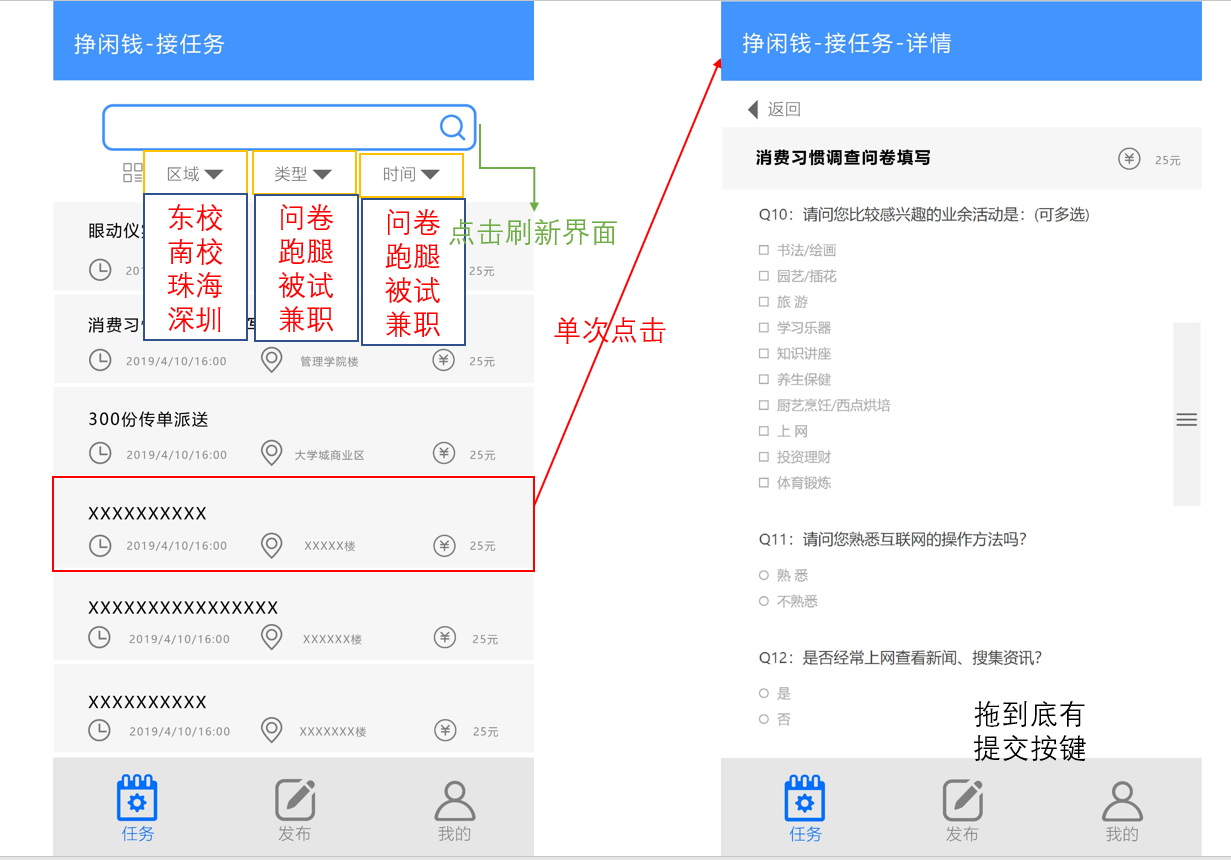 挣闲钱-接任务
区域
类型
时间
东校
南校
珠海
深圳
问卷
跑腿
被试
兼职
问卷
跑腿
被试
兼职
点击刷新界面
眼动仪
201
25元
消费习
2019/4/10/16:00
管理学院楼
¥
25元
300份传单派送
2019/4/10/16:00
大学城商业区
¥
25元
XXXXXXXXXX
2019/4/10/16:00
XXXXX楼
¥
25元
XXXXXXXXXXXXXXXX
2019/4/10/16:00
XXXXXX楼
¥
25元
XXXXXXXXXX
2019/4/10/16:00
XXXXXXX楼
¥
25元
任务
发布
我的
单次点击
挣闲钱-接任务-详情
返回
消费习惯调查问卷填写
¥
25元
Q10：请问您比较感兴趣的业余活动是：(可多选)
书法/绘画
园艺/插花
旅 游
学习乐器
知识讲座
养生保健
厨艺烹饪/西点烘培
上 网
投资理财
体育锻炼
Q11：请问您熟悉互联网的操作方法吗？
熟 悉
不熟悉
Q12：是否经常上网查看新闻、搜集资讯？
是
否
拖到底有
提交按键
任务
发布
我的